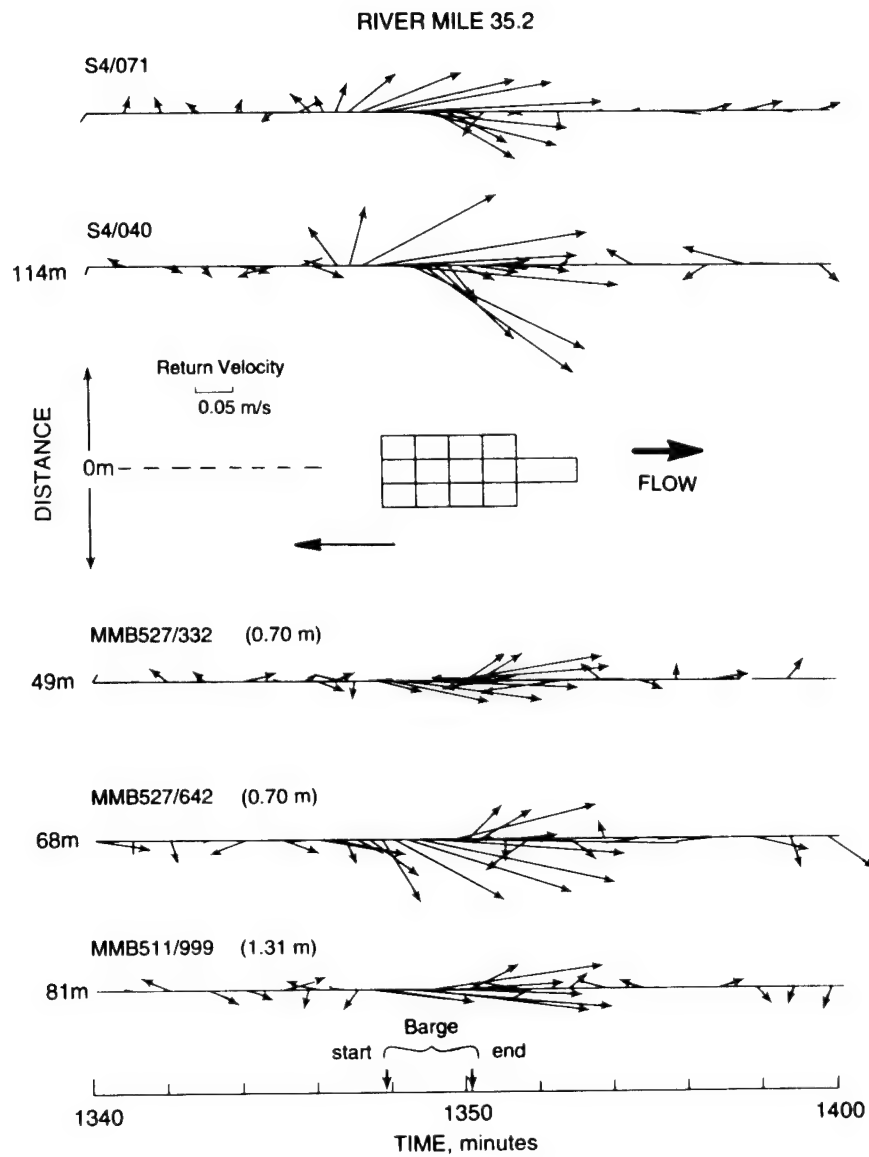 RIVER MILE 35.2
S4/071
S4/040
114m
Return Velocity
0.05 m/s
DISTANCE
0m
FLOW
MMB527/332 (0.70 m)
49m
MMB527/642 (0.70 m)
68m
MMB511/999 (1.31 m)
81m
Barge
start end
1340 1350 1400
TIME, minutes